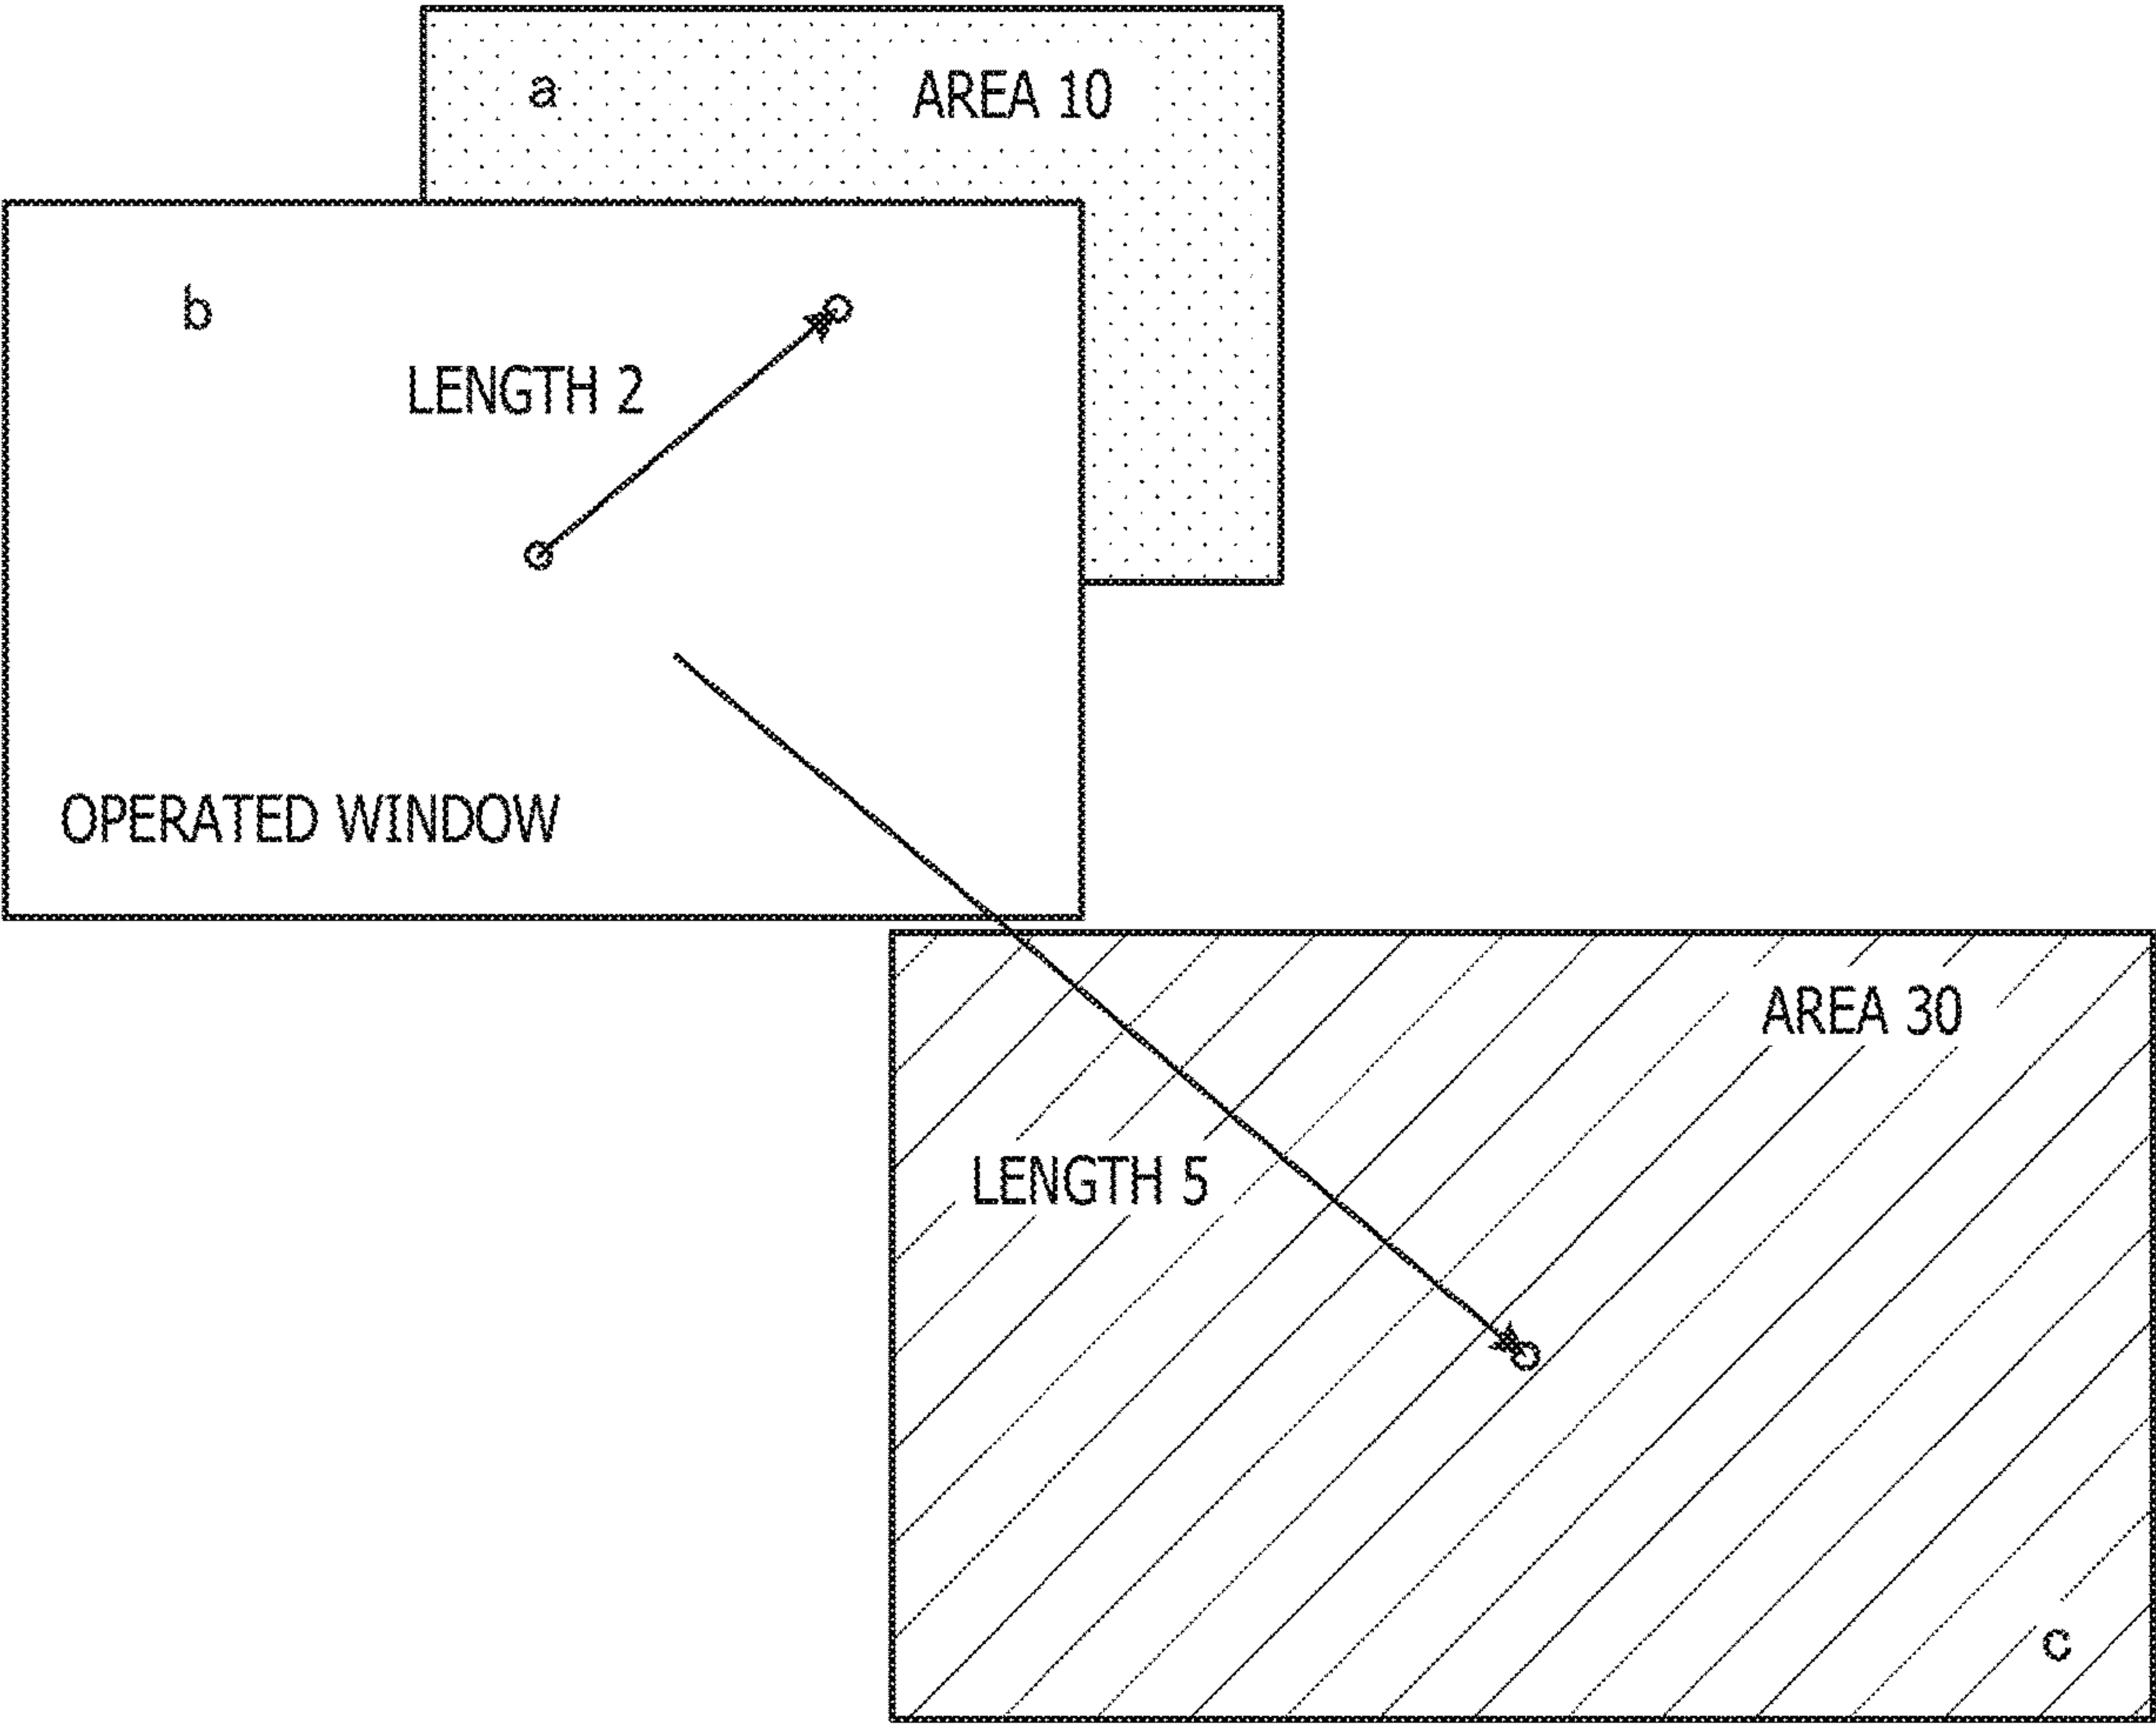 a
AREA 10
b
LENGTH 2
OPERATED WINDOW
AREA 30
LENGTH 5
c